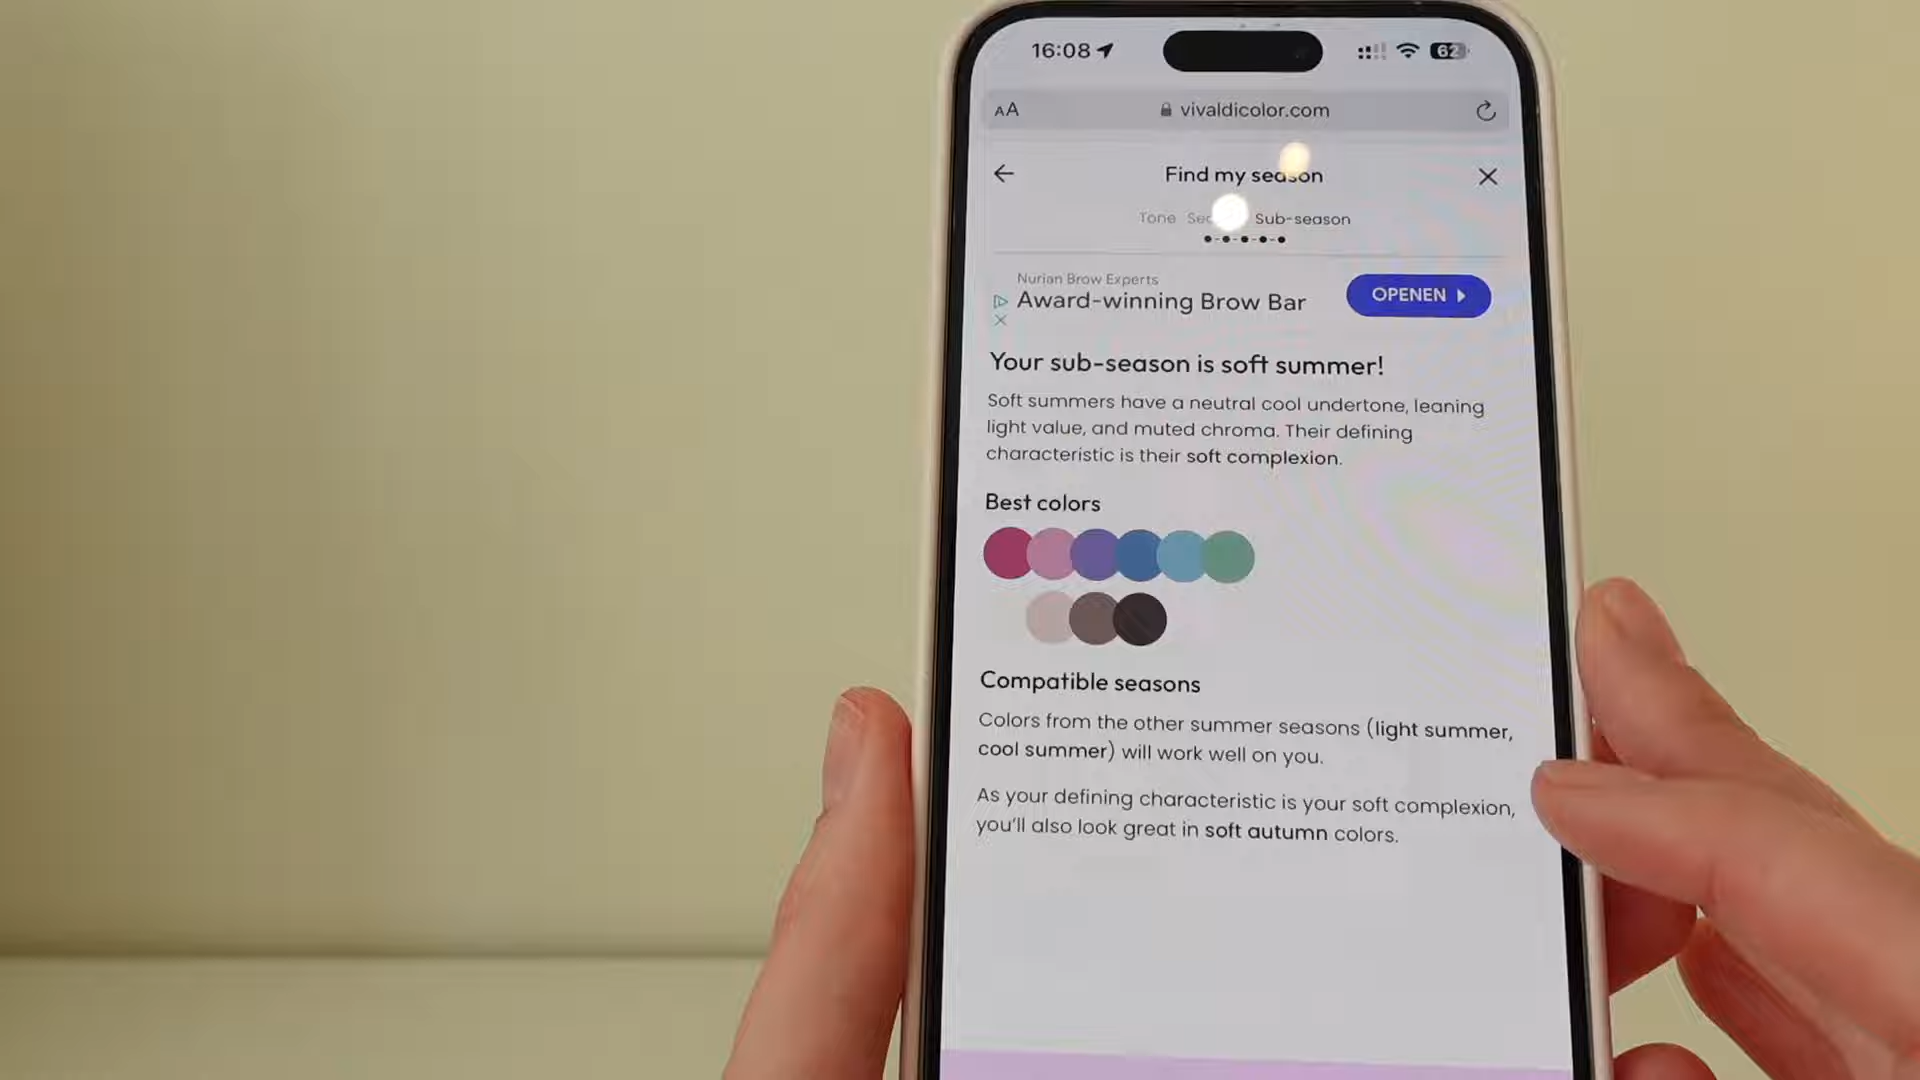 16:08
62
AA
vivaldicolor.com
Find my season
Tone Sub-season
Nurian Brow Experts
Award-winning Brow Bar
OPENEN
Your sub-season is soft summer!
Soft summers have a neutral cool undertone, leaning
light value, and muted chroma. Their defining
characteristic is their soft complexion.
Best colors
Compatible seasons
Colors from the other summer seasons (light summer,
cool summer) will work well on you.
As your defining characteristic is your soft complexion,
you'll also look great in soft autumn colors.